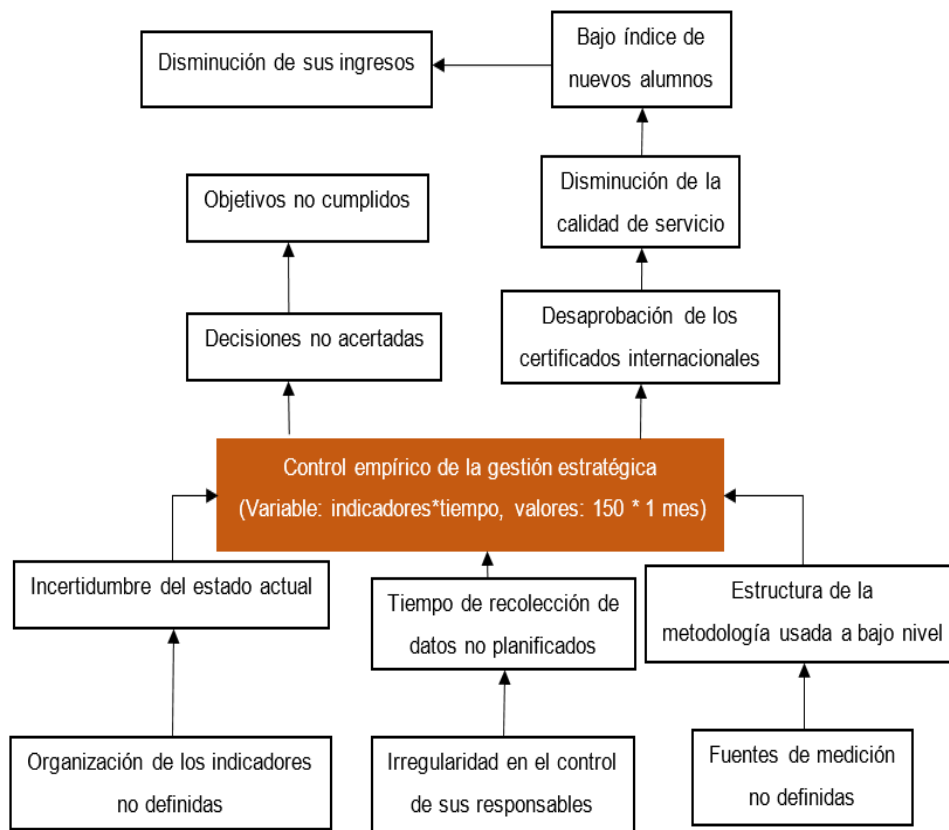 Disminución de sus ingresos
Bajo índice de
nuevos alumnos
Objetivos no cumplidos
Disminución de la
calidad de servicio
Decisiones no acertadas
Desaprobación de los
certificados internacionales
Control empírico de la gestión estratégica
(Variable: indicadores*tiempo, valores: 150 * 1 mes)
Incertidumbre del estado actual
Tiempo de recolección de
datos no planificados
Estructura de la
metodología usada a bajo nivel
Organización de los indicadores
no definidas
Irregularidad en el control
de sus responsables
Fuentes de medición
no definidas